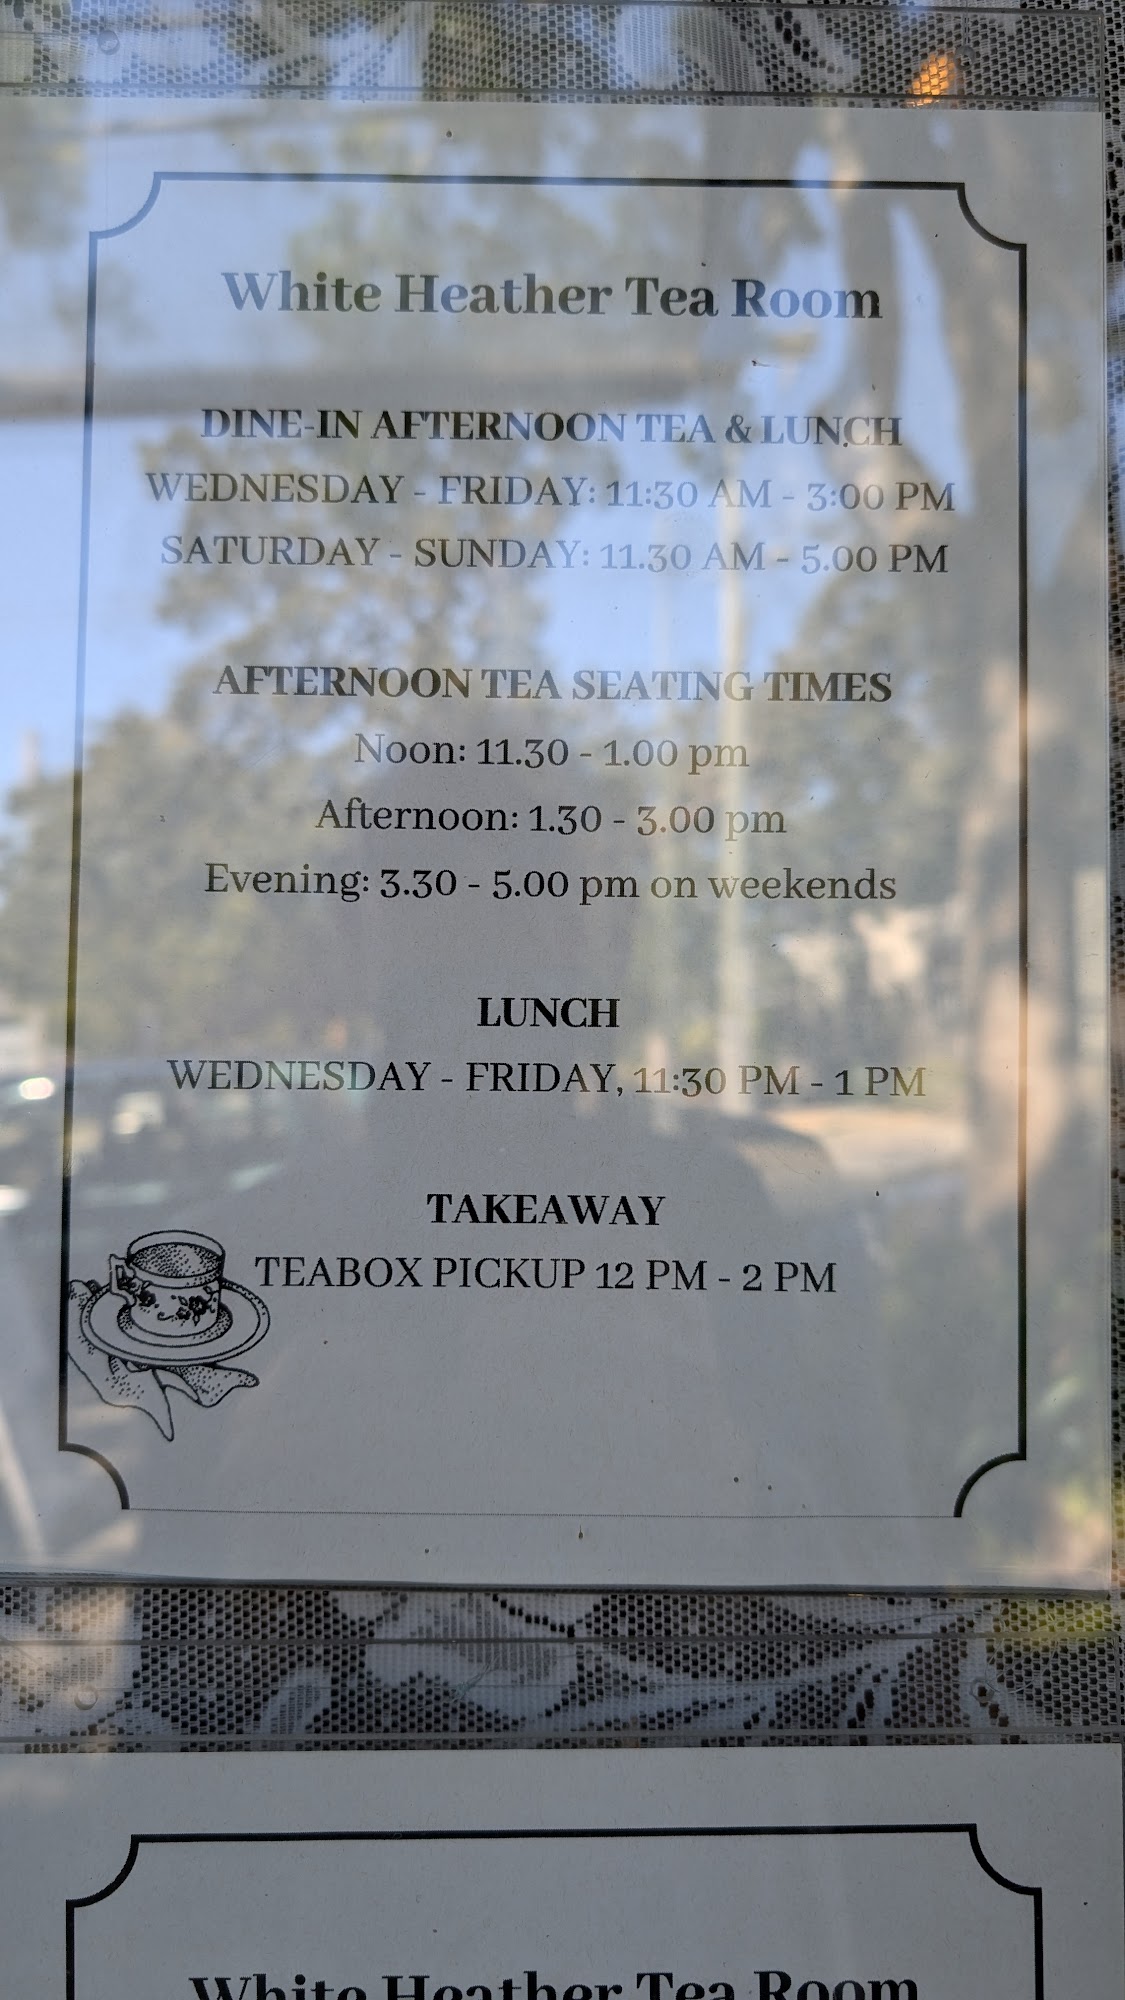 White Heather Tea Room
DINE-IN AFTERNOON TEA & LUNCH
WEDNESDAY - FRIDAY: 11:30 AM - 3:00 PM
SATURDAY - SUNDAY: 11.30 AM - 5.00 PM
AFTERNOON TEA SEATING TIMES
Noon: 11.30 - 1.00 pm
Afternoon: 1.30 - 3.00 pm
Evening: 3.30 - 5.00 pm on weekends
LUNCH
WEDNESDAY - FRIDAY, 11:30 PM - 1 PM
TAKEAWAY
TEABOX PICKUP 12 PM - 2 PM
White Heather Tea Room